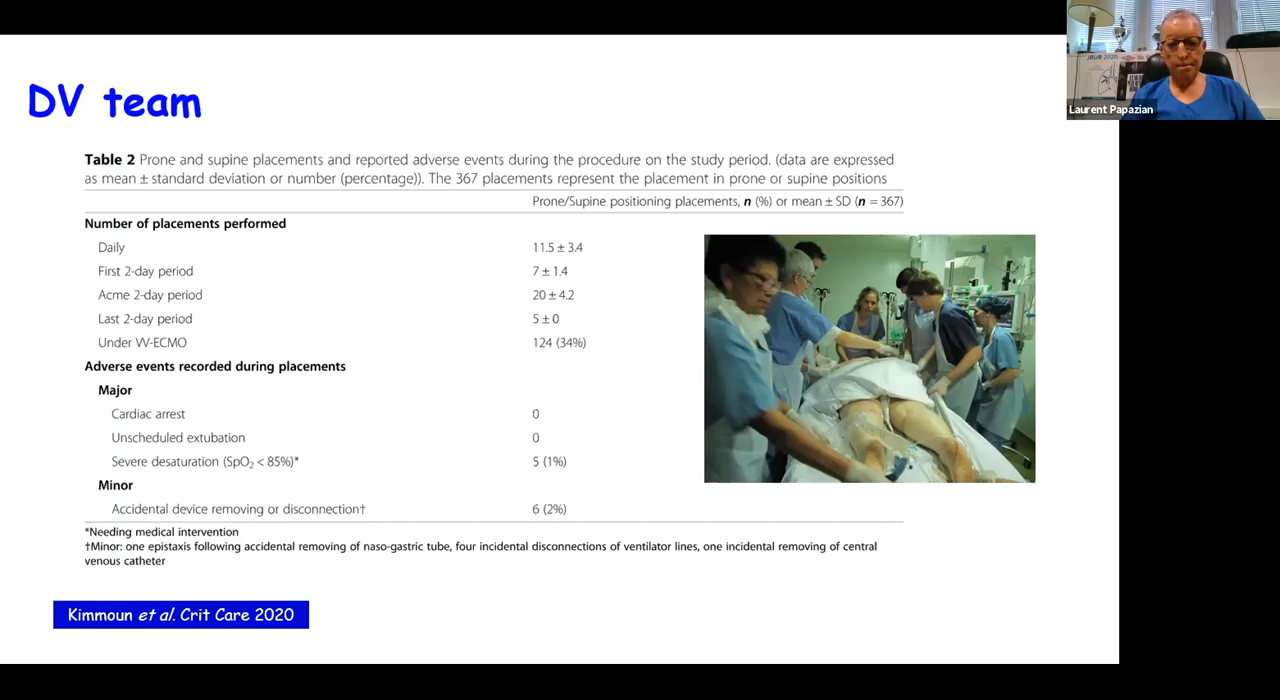 DV team
JRUR 2020
Laurent Papazian
Table 2 Prone and supine placements and reported adverse events during the procedure on the study period. (data are expressed
as mean ± standard deviation or number (percentage)). The 367 placements represent the placement in prone or supine positions
Prone/Supine positioning placements, n (%) or mean ± SD (n = 367)
Number of placements performed
Daily 11.5 ± 3.4
First 2-day period 7 ± 1.4
Acme 2-day period 20 ± 4.2
Last 2-day period 5 ± 0
Under VV-ECMO 124 (34%)
Adverse events recorded during placements
Major
Cardiac arrest 0
Unscheduled extubation 0
Severe desaturation (SpO₂ < 85%)* 5 (1%)
Minor
Accidental device removing or disconnection† 6 (2%)
*Needing medical intervention
†Minor: one epistaxis following accidental removing of naso-gastric tube, four incidental disconnections of ventilator lines, one incidental removing of central
venous catheter
Kimmoun et al. Crit Care 2020